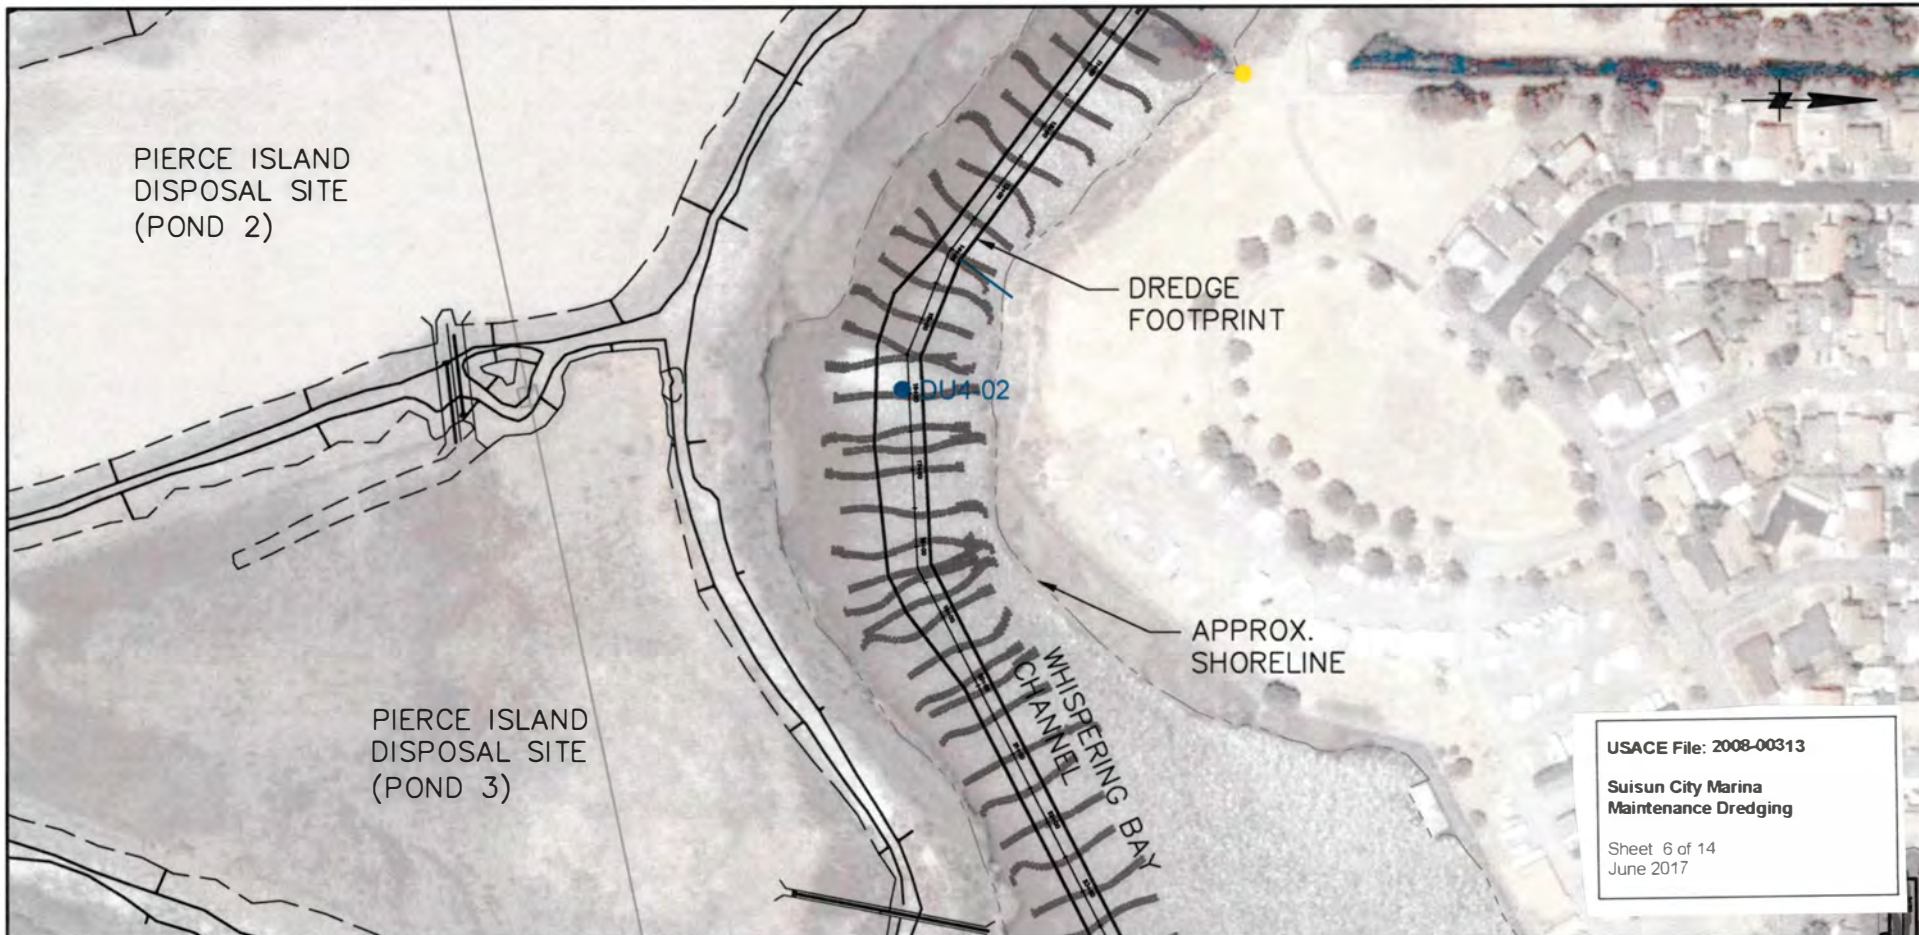 PIERCE ISLAND
DISPOSAL SITE
(POND 2)
DREDGE
FOOTPRINT
DU4-02
APPROX.
SHORELINE
WHISPERING BAY
CHANNEL
PIERCE ISLAND
DISPOSAL SITE
(POND 3)
USACE File: 2008-00313
Suisun City Marina
Maintenance Dredging
Sheet 6 of 14
June 2017